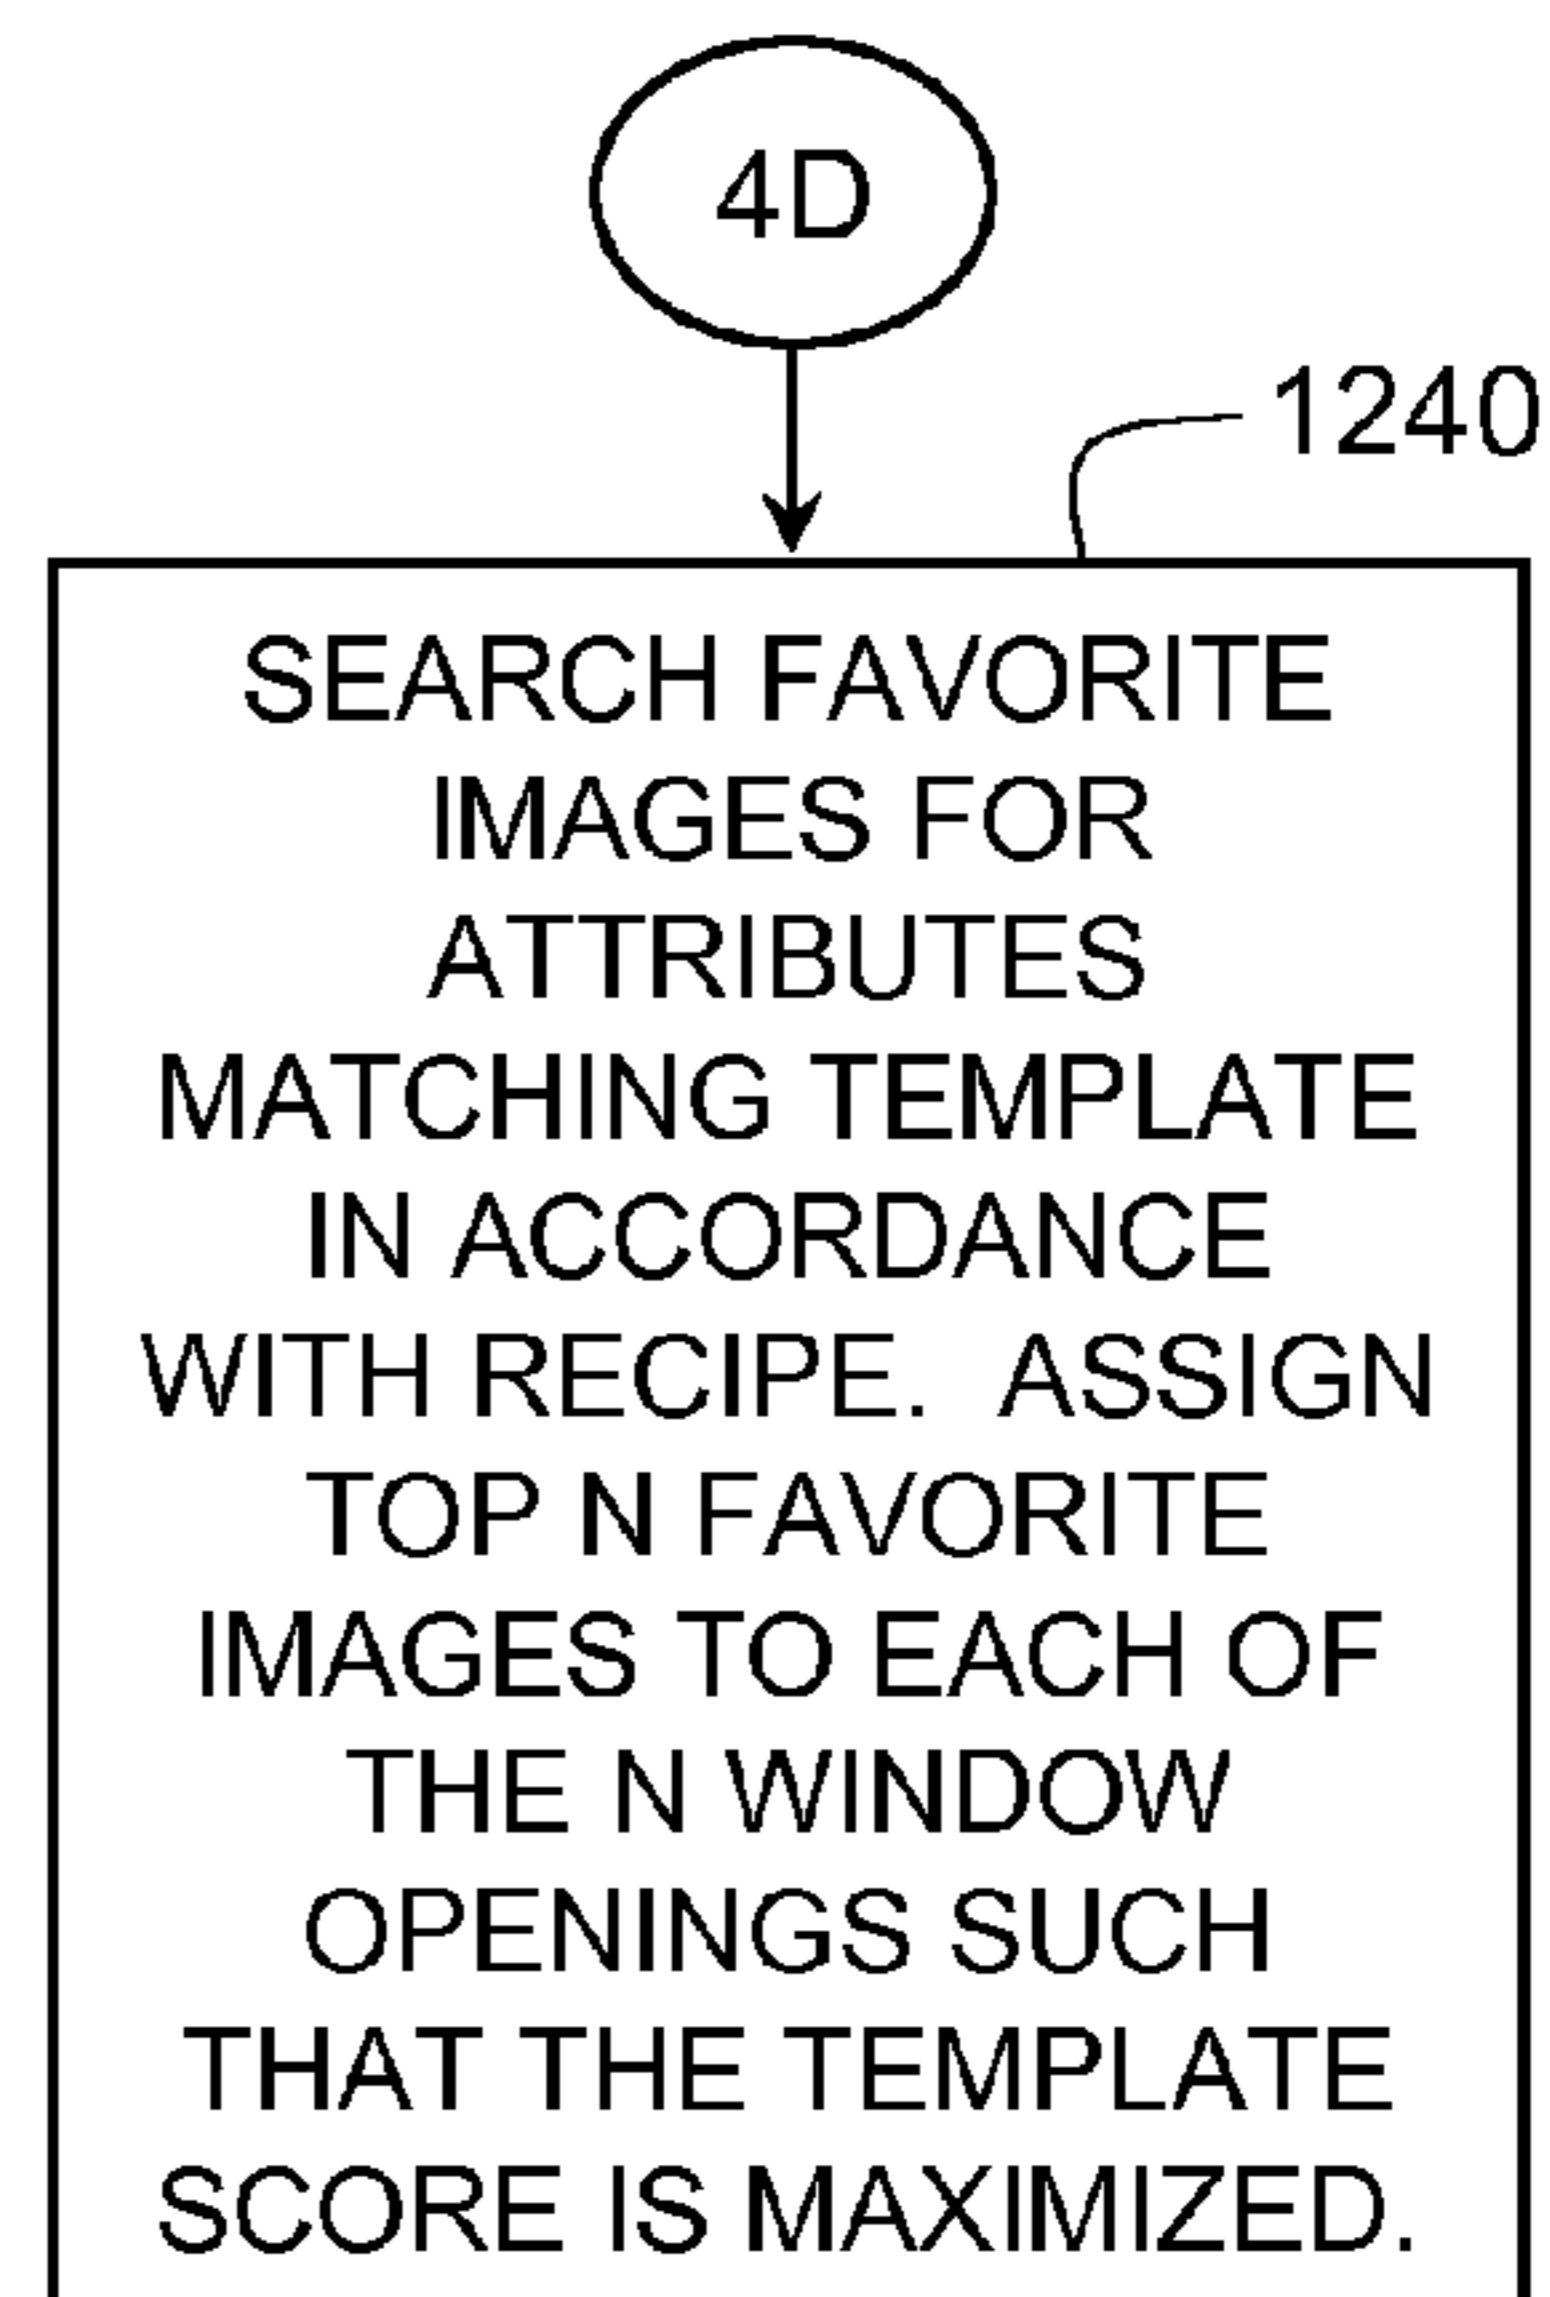 4D
1240
SEARCH FAVORITE
IMAGES FOR
ATTRIBUTES
MATCHING TEMPLATE
IN ACCORDANCE
WITH RECIPE.  ASSIGN
TOP N FAVORITE
IMAGES TO EACH OF
THE N WINDOW
OPENINGS SUCH
THAT THE TEMPLATE
SCORE IS MAXIMIZED.